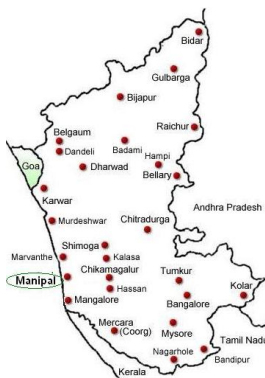 Bidar
Gulbarga
Bijapur
Raichur
Belgaum
Dandeli
Badami
Hampi
Goa
Dharwad
Bellary
Karwar
Andhra Pradesh
Murdeshwar
Chitradurga
Shimoga
Marvanthe
Kalasa
Chikamagalur
Tumkur
Manipal
Hassan
Kolar
Mangalore
Bangalore
Mercara
(Coorg)
Mysore
Tamil Nadu
Nagarhole
Bandipur
Kerala